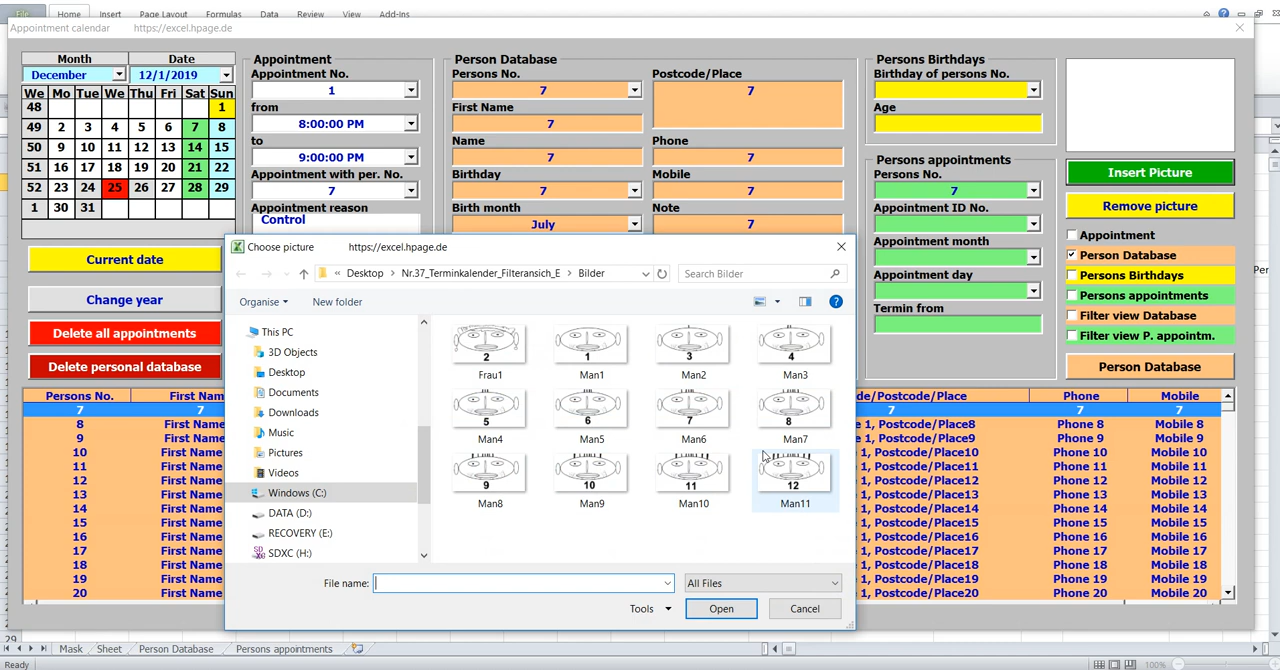 File Home Insert Page Layout Formulas Data Review View Add-Ins
Appointment calendar https://excel.hpage.de
Month Date
December 12/1/2019
We Mo Tue We Thu Fri Sat Sun
48 1
49 2 3 4 5 6 7 8
50 9 10 11 12 13 14 15
51 16 17 18 19 20 21 22
52 23 24 25 26 27 28 29
1 30 31
Current date
Change year
Delete all appointments
Delete personal database
Appointment
Appointment No.
1
from
8:00:00 PM
to
9:00:00 PM
Appointment with per. No.
7
Appointment reason
Control
Person Database
Persons No.
7
First Name
7
Name
7
Birthday
7
Birth month
July
Postcode/Place
7
Phone
7
Mobile
7
Note
7
Persons Birthdays
Birthday of persons No.
Age
Persons appointments
Persons No.
7
Appointment ID No.
Appointment month
Appointment day
Termin from
Insert Picture
Remove picture
Appointment
Person Database
Persons Birthdays
Persons appointments
Filter view Database
Filter view P. appointm.
Person Database
Per
Choose picture https://excel.hpage.de
« Desktop > Nr.37_Terminkalender_Filteransich_E > Bilder
Search Bilder
Organise New folder
This PC
3D Objects
Desktop
Documents
Downloads
Music
Pictures
Videos
Windows (C:)
DATA (D:)
RECOVERY (E:)
SDXC (H:)
2 1 3 4
Frau1 Man1 Man2 Man3
5 6 7 8
Man4 Man5 Man6 Man7
9 10 11 12
Man8 Man9 Man10 Man11
File name: All Files
Tools Open Cancel
Persons No. First Nam de/Postcode/Place Phone Mobile
7 7 7 7 7
8 First Name e 1, Postcode/Place8 Phone 8 Mobile 8
9 First Name e 1, Postcode/Place9 Phone 9 Mobile 9
10 First Name 1, Postcode/Place10 Phone 10 Mobile 10
11 First Name 1, Postcode/Place11 Phone 11 Mobile 11
12 First Name 1, Postcode/Place12 Phone 12 Mobile 12
13 First Name 1, Postcode/Place13 Phone 13 Mobile 13
14 First Name 1, Postcode/Place14 Phone 14 Mobile 14
15 First Name 1, Postcode/Place15 Phone 15 Mobile 15
16 First Name 1, Postcode/Place16 Phone 16 Mobile 16
17 First Name 1, Postcode/Place17 Phone 17 Mobile 17
18 First Name 1, Postcode/Place18 Phone 18 Mobile 18
19 First Name 1, Postcode/Place19 Phone 19 Mobile 19
20 First Name 1, Postcode/Place20 Phone 20 Mobile 20
29
Mask Sheet Person Database Persons appointments
Ready 100%